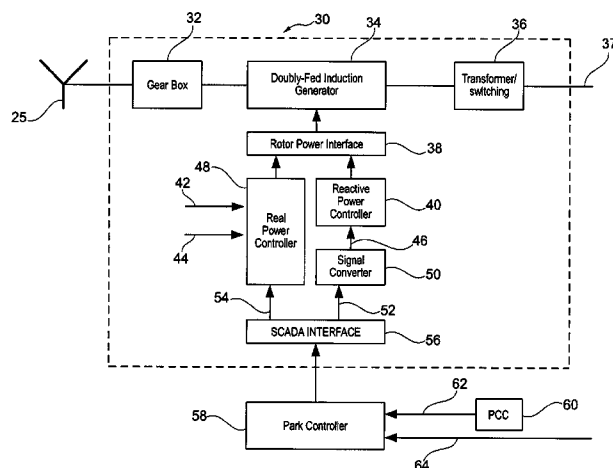 30
32
34
36
37
Gear Box
Doubly-Fed Induction
Generator
Transformer/
switching
25
Rotor Power Interface
38
48
42
Real
Power
Controller
Reactive
Power
Controller
40
44
46
Signal
Converter
50
54
52
SCADA INTERFACE
56
62
58
Park Controller
PCC
60
64